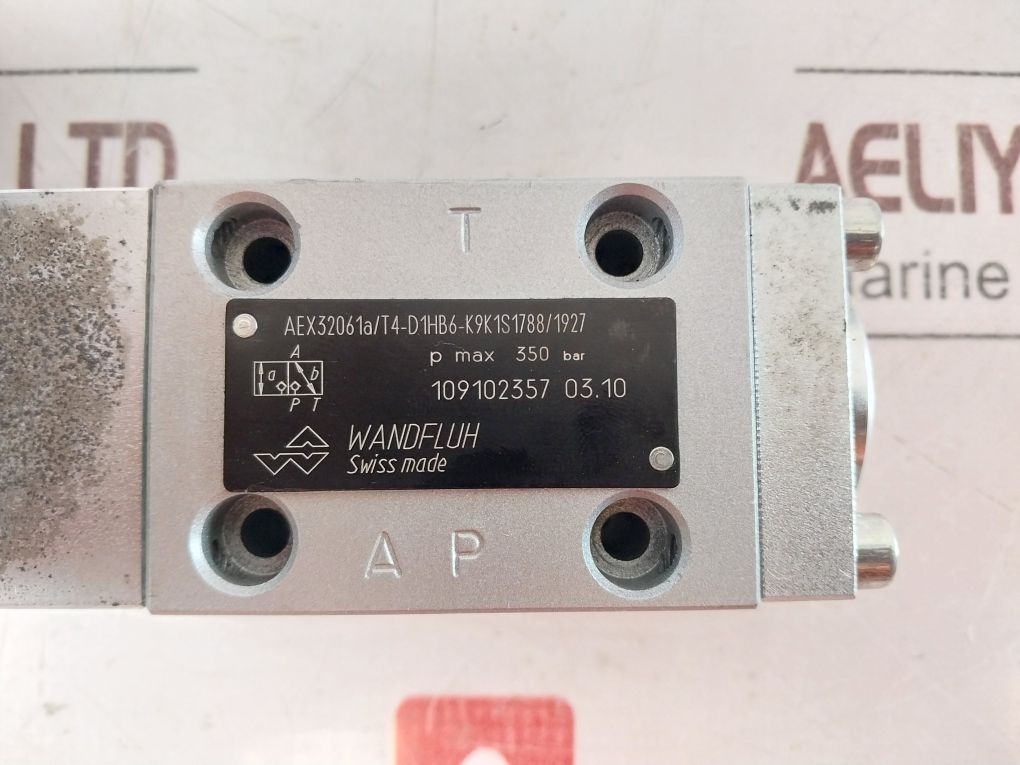 LTD
AELIY
arine
T
AEX32061a/T4-D1HB6-K9K1S1788/1927
p max 350 bar
A
a b
P T
109102357 03.10
WANDFLUH
Swiss made
A P